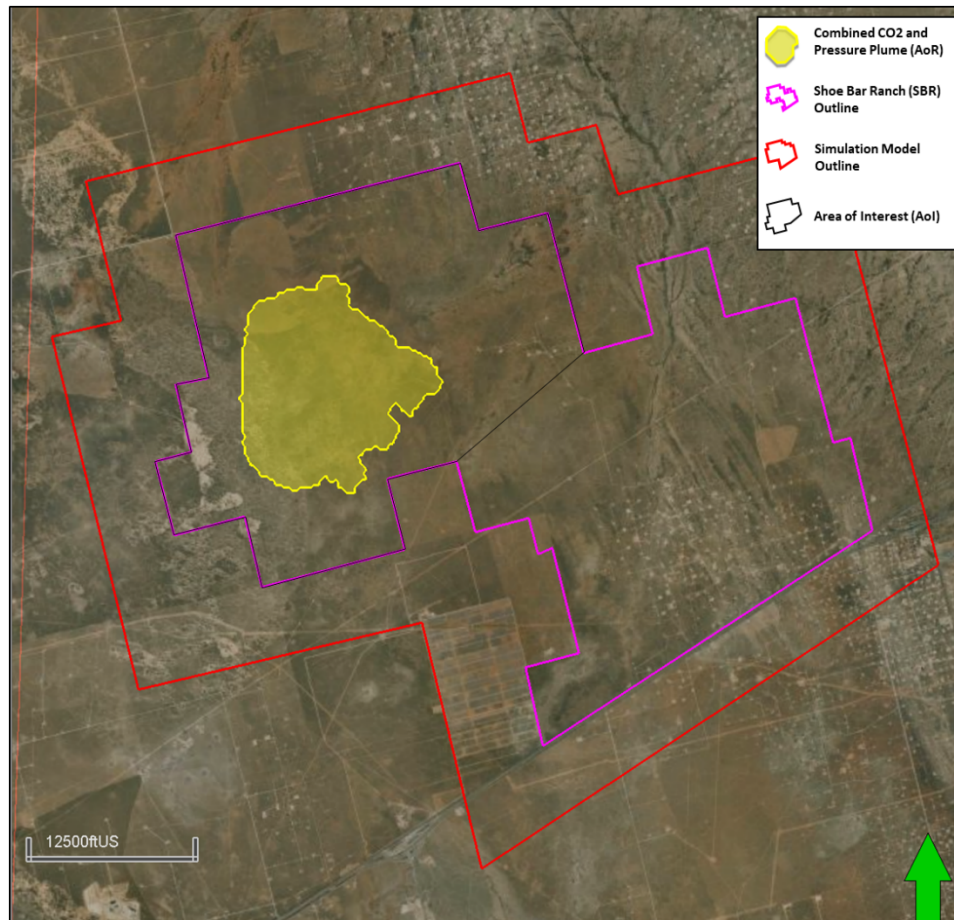 Combined CO2 and
Pressure Plume (AoR)
Shoe Bar Ranch (SBR)
Outline
Simulation Model
Outline
Area of Interest (AoI)
12500ftUS